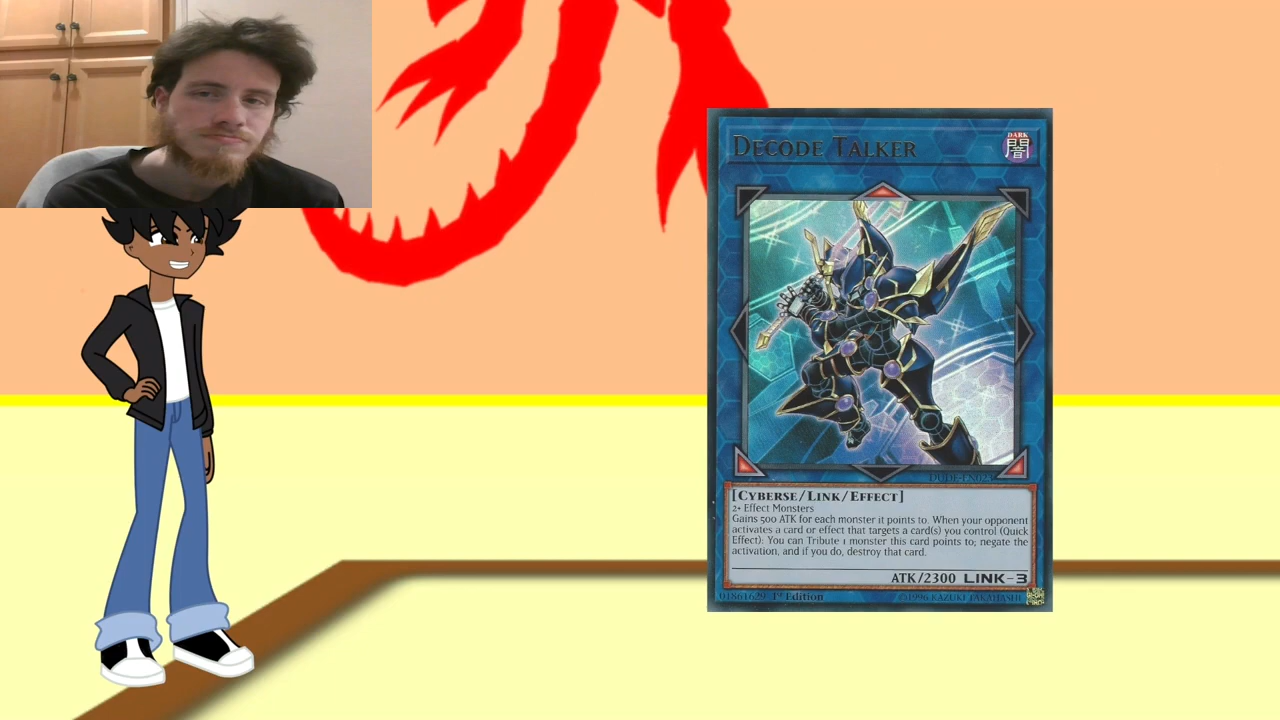 DECODE TALKER
DARK
闇
DUDE-EN023
[CYBERSE/LINK/EFFECT]
2+ Effect Monsters
Gains 500 ATK for each monster it points to. When your opponent
activates a card or effect that targets a card(s) you control (Quick
Effect): You can Tribute 1 monster this card points to; negate the
activation, and if you do, destroy that card.
ATK/2300 LINK-3
01861629 1st Edition ©1996 KAZUKI TAKAHASHI